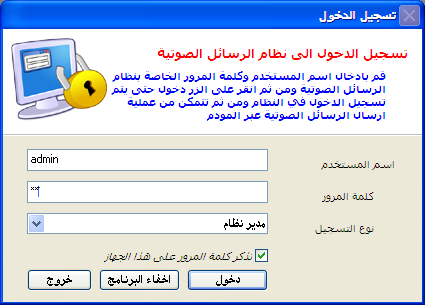 تسجيل الدخول
تسجيل الدخول الى نظام الرسائل الصوتية
قم بادخال اسم المستخدم وكلمة المرور الخاصة بنظام
الرسائل الصوتية ومن ثم انقر على الزر دخول حتى يتم
تسجيل الدخول في النظام ومن ثم تتمكن من عملية
ارسال الرسائل الصوتية عبر المودم
اسم المستخدم
admin
كلمة المرور
**
نوع التسجيل
مدير نظام
تذكر كلمة المرور على هذا الجهاز
دخول
اخفاء البرنامج
خروج